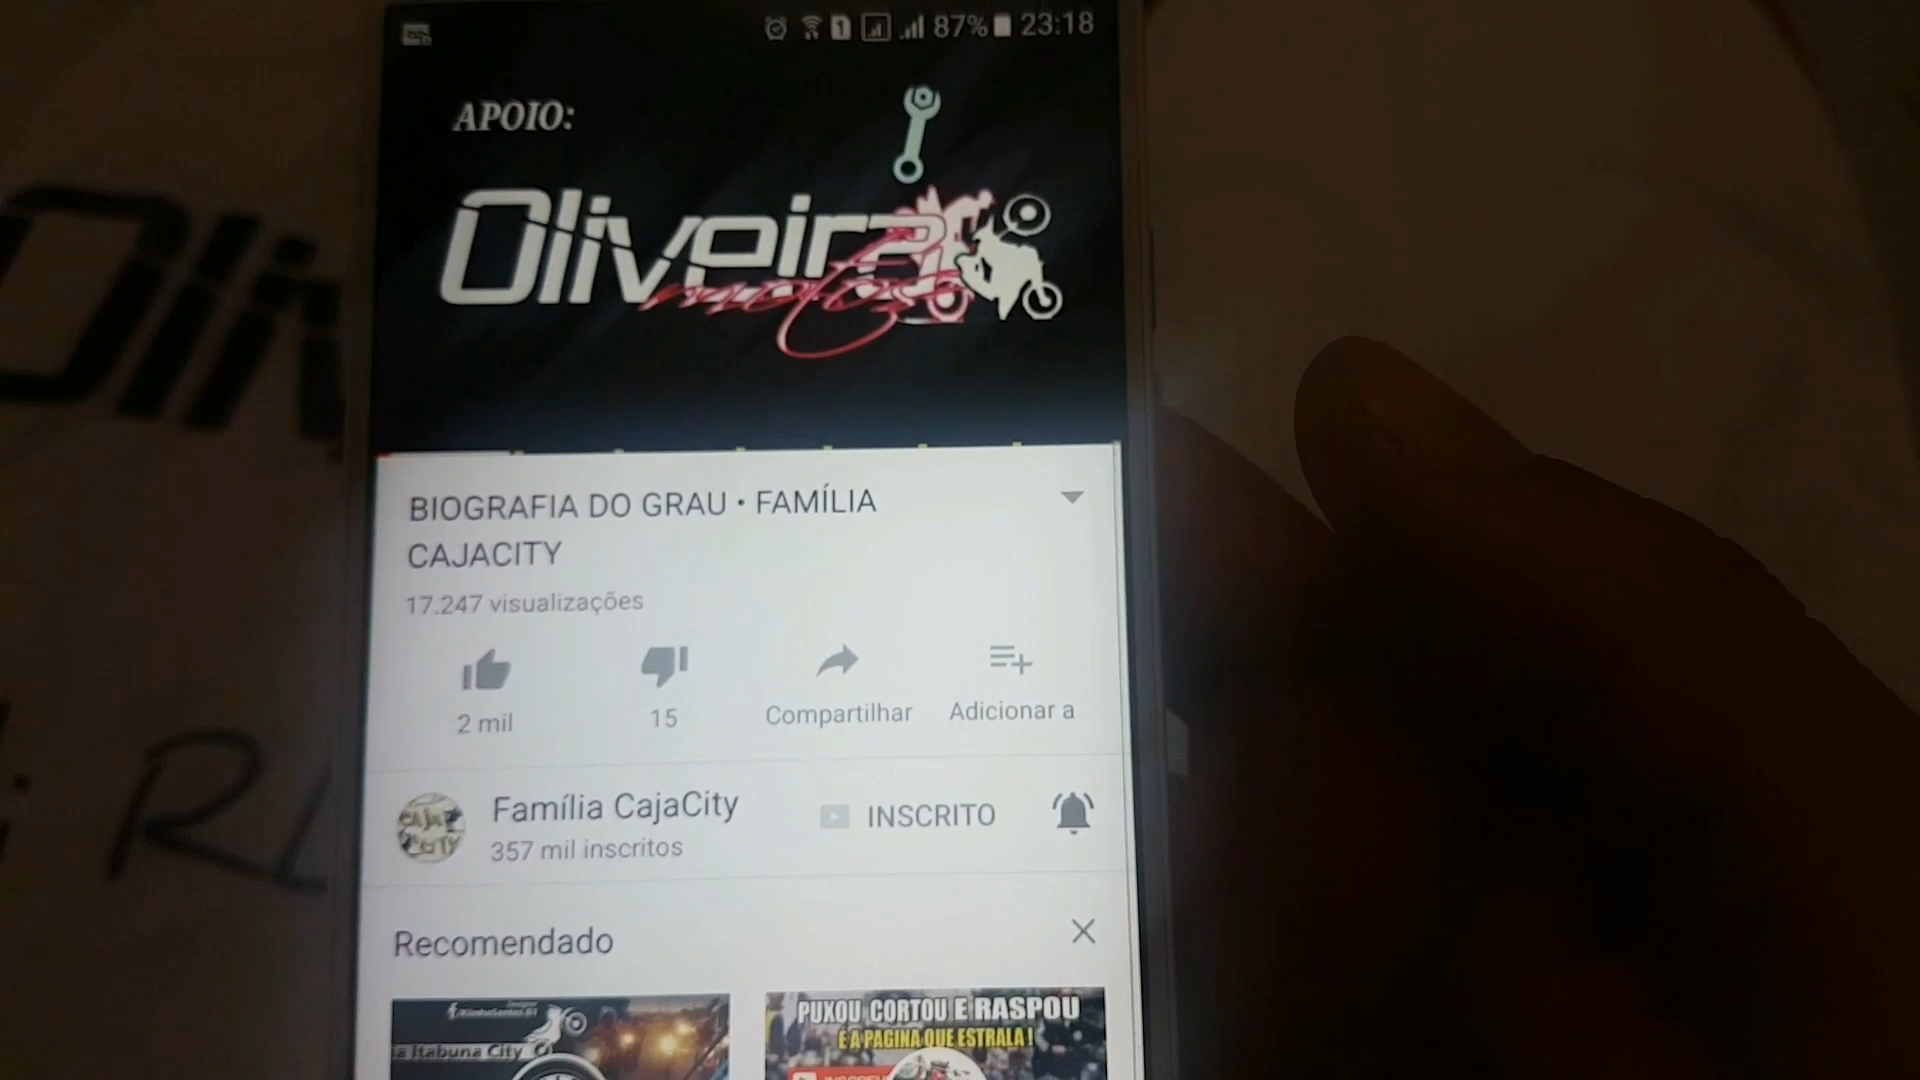 87% 23:18
APOIO:
Oliveira
motos
BIOGRAFIA DO GRAU • FAMÍLIA
CAJACITY
17.247 visualizações
2 mil 15 Compartilhar Adicionar a
Família CajaCity INSCRITO
357 mil inscritos
Recomendado
PUXOU CORTOU E RASPOU
E A PAGINA QUE ESTRALA!
a Itabuna City